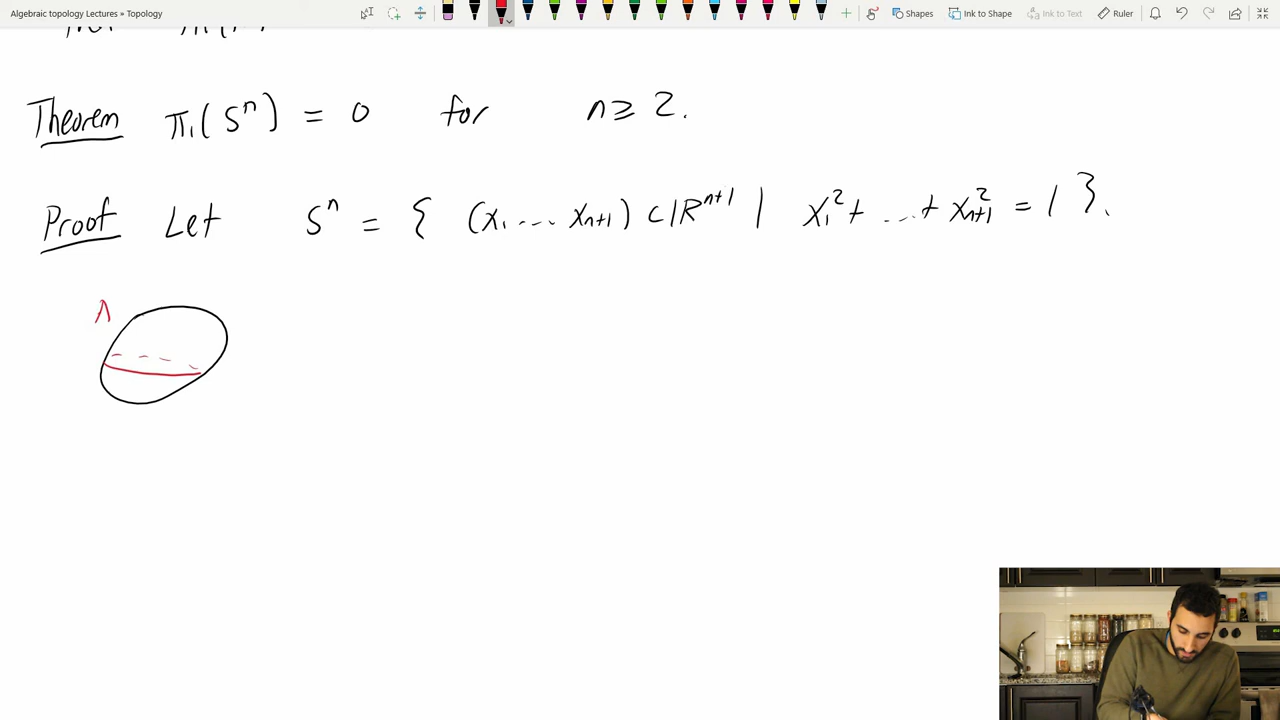 Algebraic topology Lectures » Topology
Shapes Ink to Shape Ink to Text Ruler
Theorem π₁(Sⁿ) = 0 for n ≥ 2.
Proof Let Sⁿ = { (x₁ ... xₙ₊₁) ⊂ ℝⁿ⁺¹ | x₁² + ... + xₙ₊₁² = 1 }.